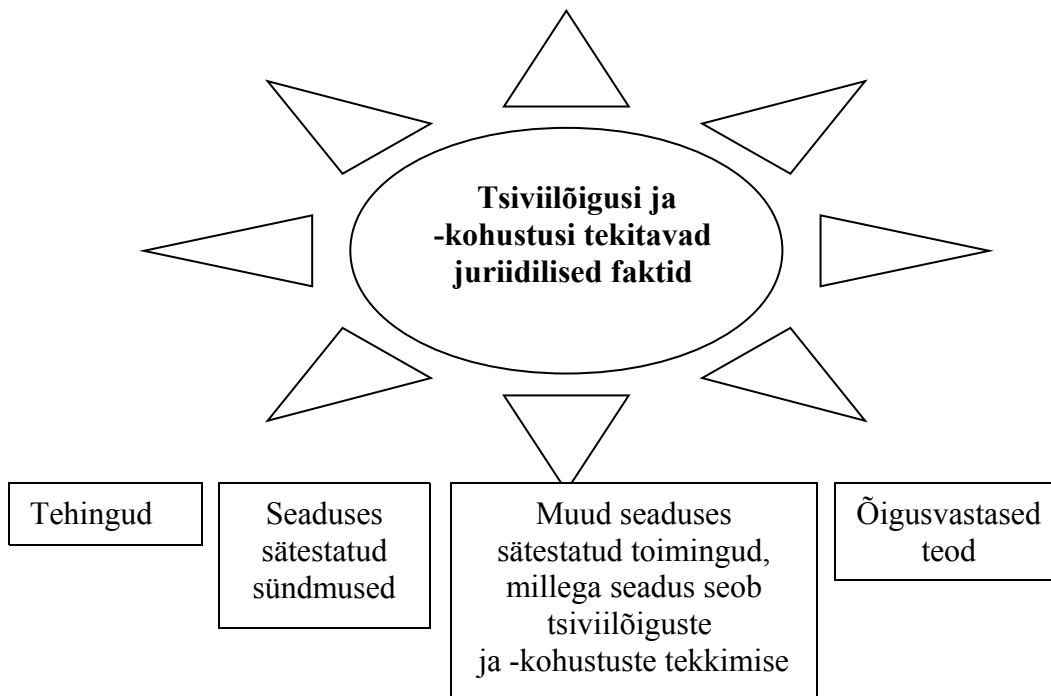 Tsiviilõigusi ja
-kohustusi tekitavad
juriidilised faktid
Tehingud
Seaduses
sätestatud
sündmused
Muud seaduses
sätestatud toimingud,
millega seadus seob
tsiviilõiguste
ja -kohustuste tekkimise
Õigusvastased
teod